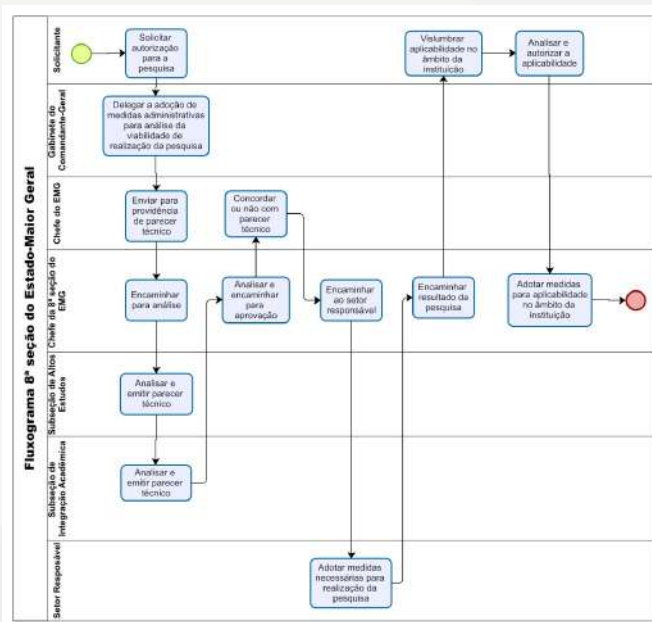 Fluxograma 8ª seção do Estado-Maior Geral
Solicitante
Solicitar
autorização
para a
pesquisa
Vislumbrar
aplicabilidade no
âmbito da
instituição
Analisar e
autorizar a
aplicabilidade
Gabinete do
Comandante-Geral
Delegar a adoção de
medidas administrativas
para análise da
viabilidade de
realização da pesquisa
Chefe do EMG
Enviar para
providência
de parecer
técnico
Concordar
ou não com
parecer
técnico
Chefe da 8ª seção do
EMG
Encaminhar
para análise
Analisar e
encaminhar
para
aprovação
Encaminhar
ao setor
responsável
Encaminhar
resultado da
pesquisa
Adotar medidas
para aplicabilidade
no âmbito da
instituição
Subseção de Altos
Estudos
Analisar e
emitir parecer
técnico
Subseção de
Integração Acadêmica
Analisar e
emitir parecer
técnico
Setor Responsável
Adotar medidas
necessárias para
realização da
pesquisa